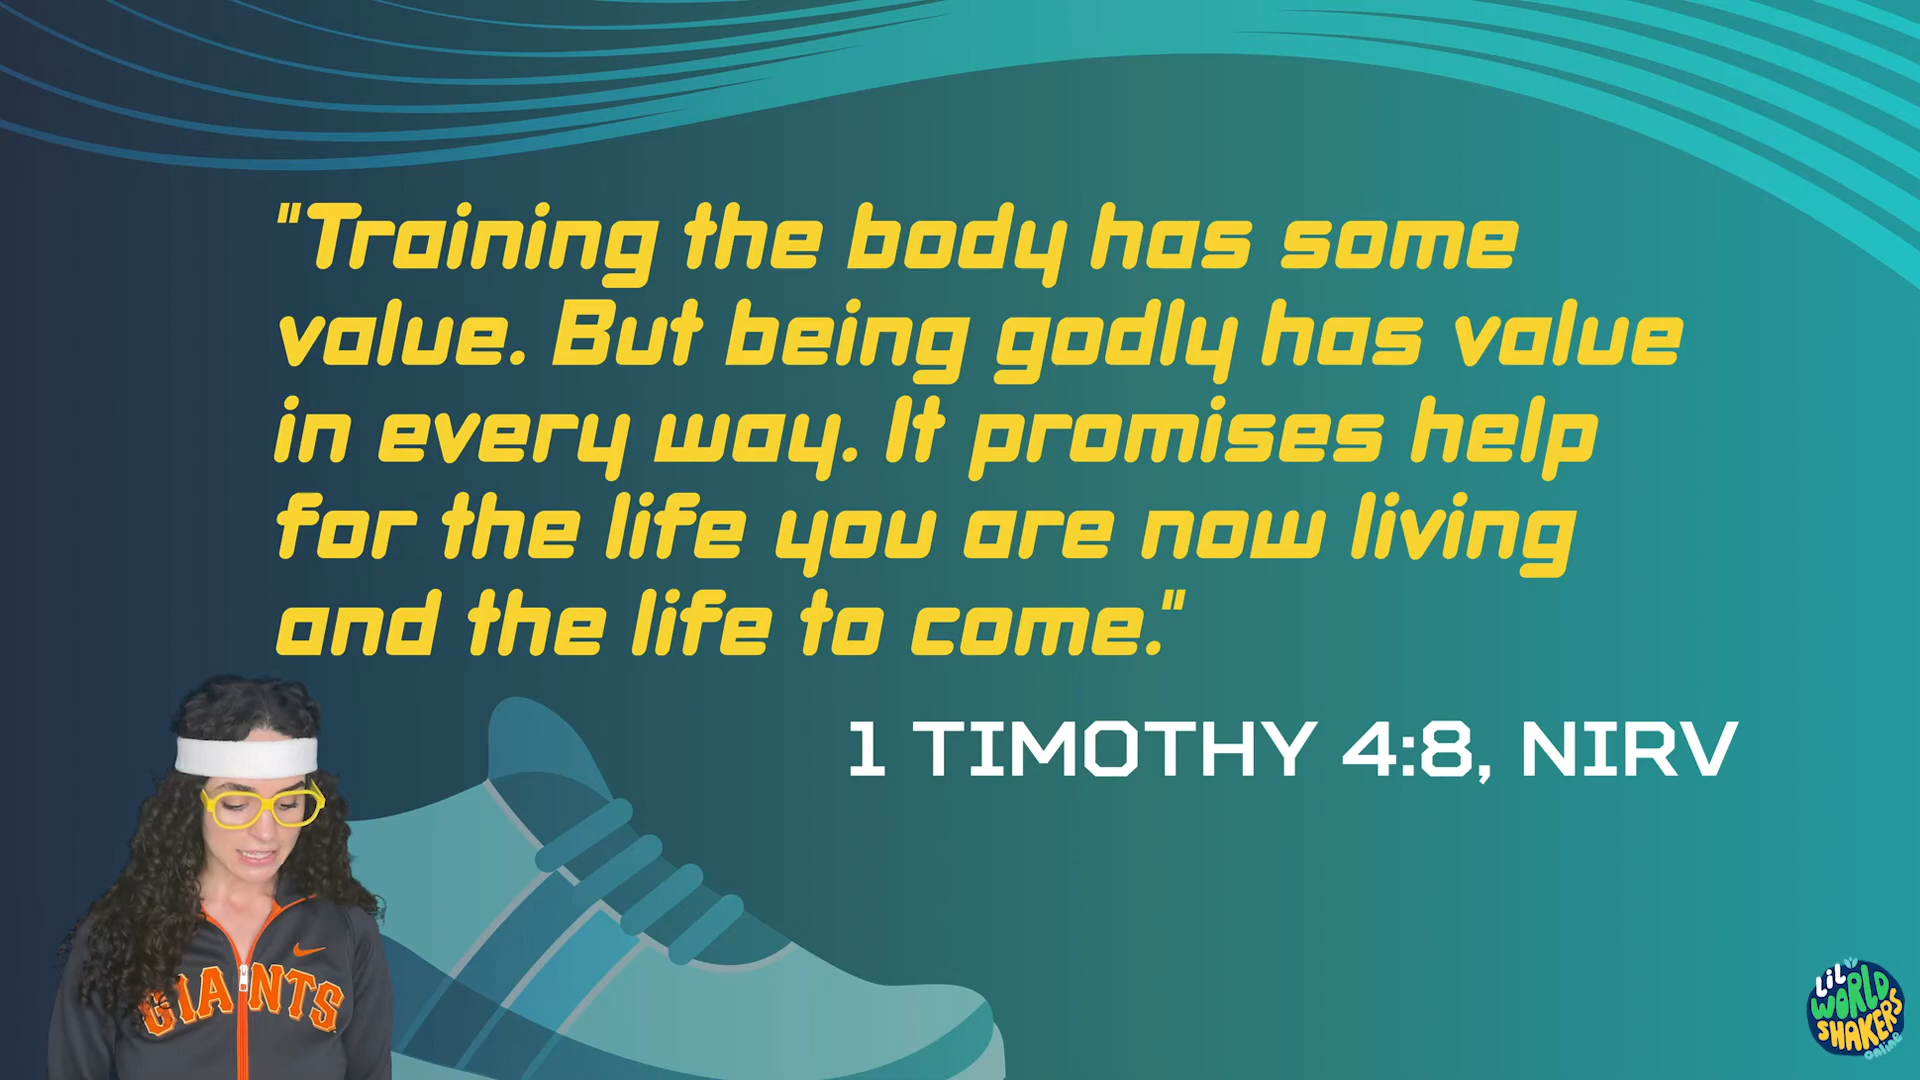 "Training the body has some
value. But being godly has value
in every way. It promises help
for the life you are now living
and the life to come."
1 TIMOTHY 4:8, NIRV
GIANTS
LiL
WORLD
SHAKERS
online